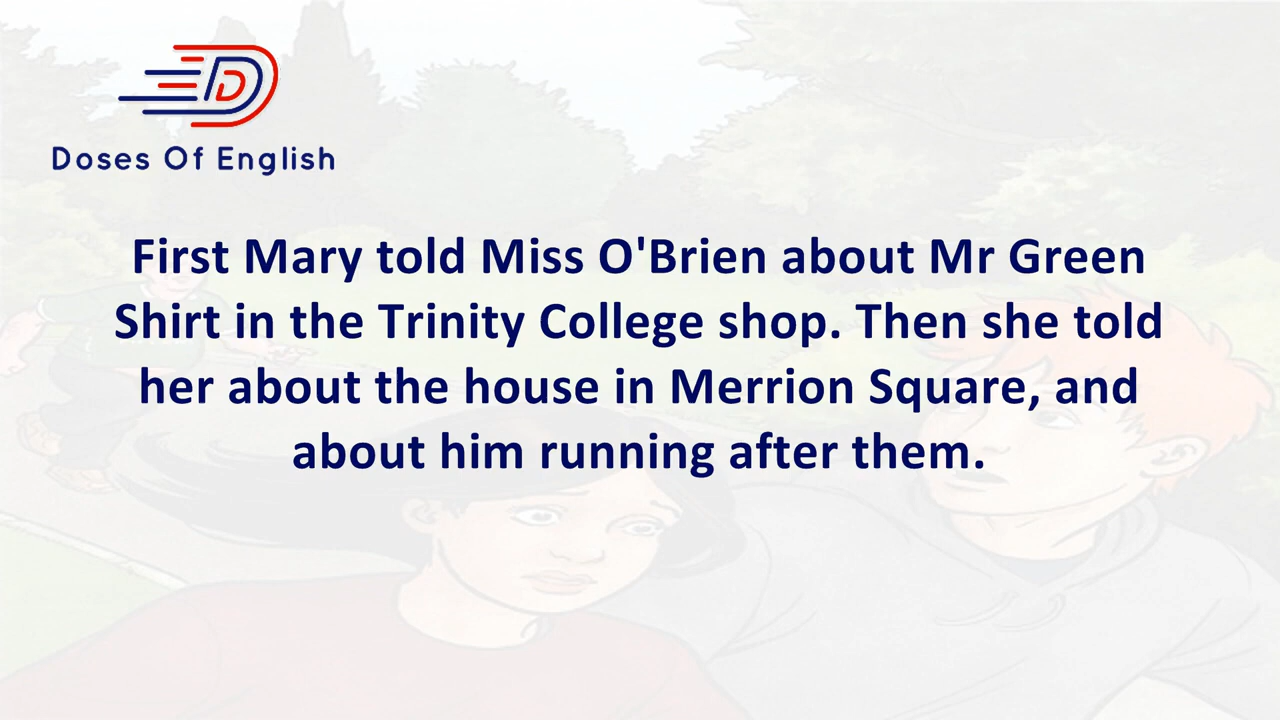 Doses Of English
First Mary told Miss O'Brien about Mr Green
Shirt in the Trinity College shop. Then she told
her about the house in Merrion Square, and
about him running after them.